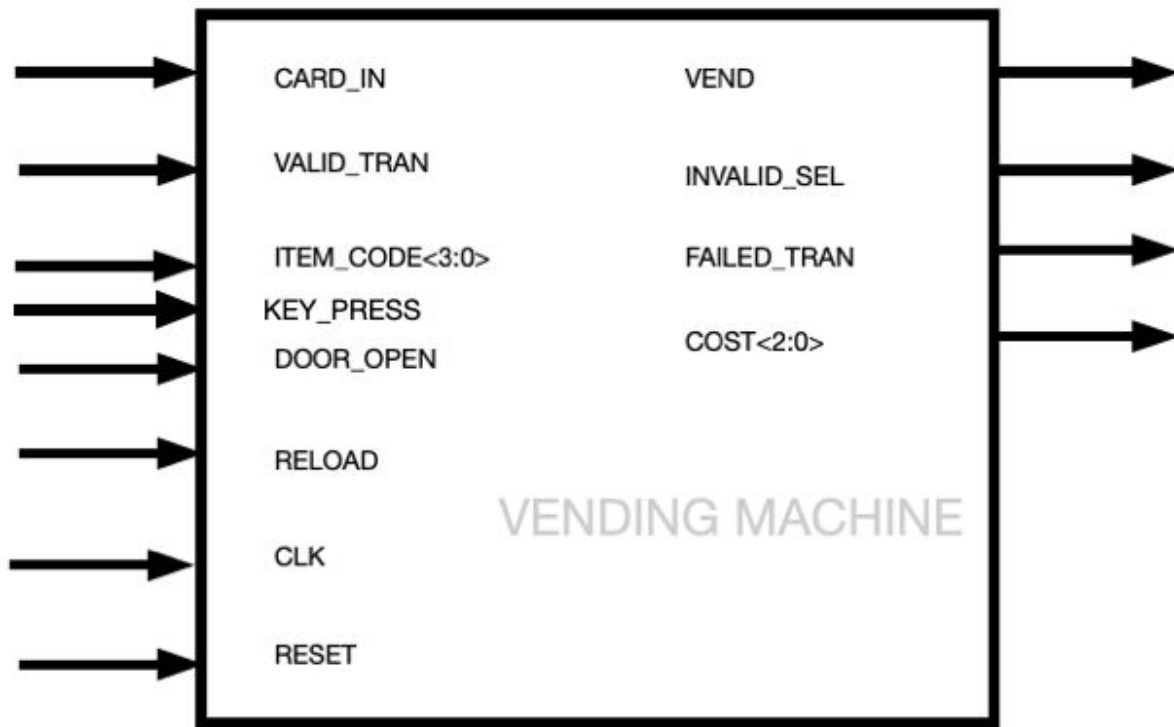 CARD_IN
VEND
VALID_TRAN
INVALID_SEL
ITEM_CODE<3:0>
FAILED_TRAN
KEY_PRESS
COST<2:0>
DOOR_OPEN
RELOAD
VENDING MACHINE
CLK
RESET